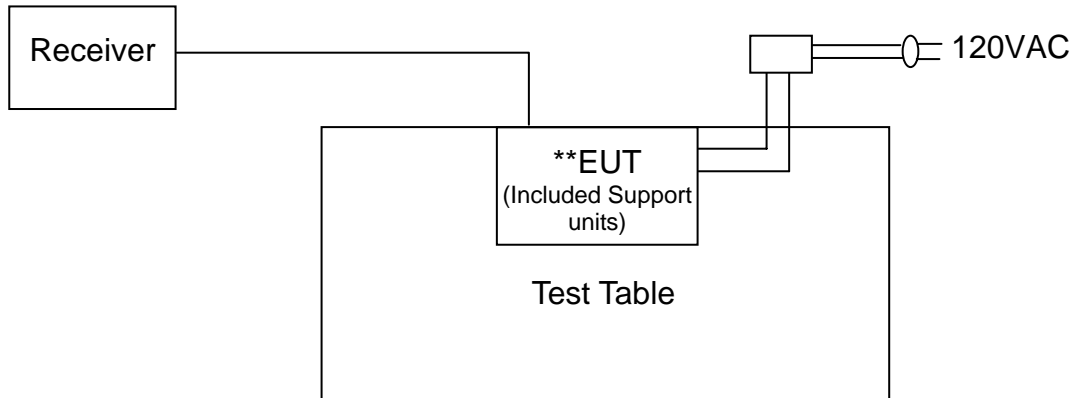 Receiver
120VAC
**EUT
(Included Support
units)
Test Table